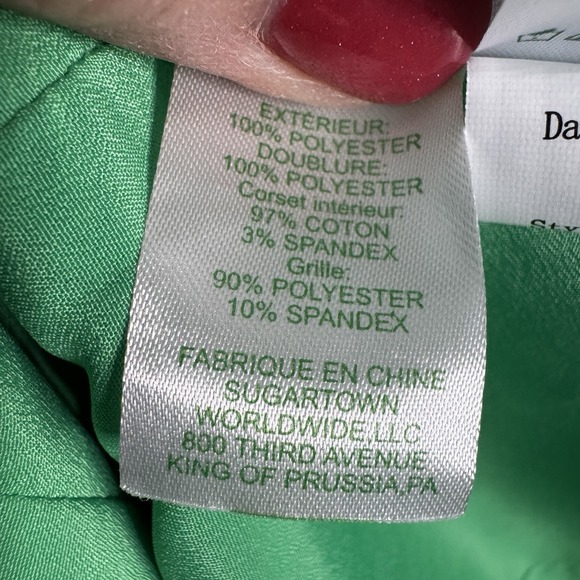 EXTÉRIEUR:
100% POLYESTER
DOUBLURE:
100% POLYESTER
Corset intérieur:
97% COTON
3% SPANDEX
Grille:
90% POLYESTER
10% SPANDEX
FABRIQUE EN CHINE
SUGARTOWN
WORLDWIDE,LLC
800 THIRD AVENUE
KING OF PRUSSIA,PA
Da